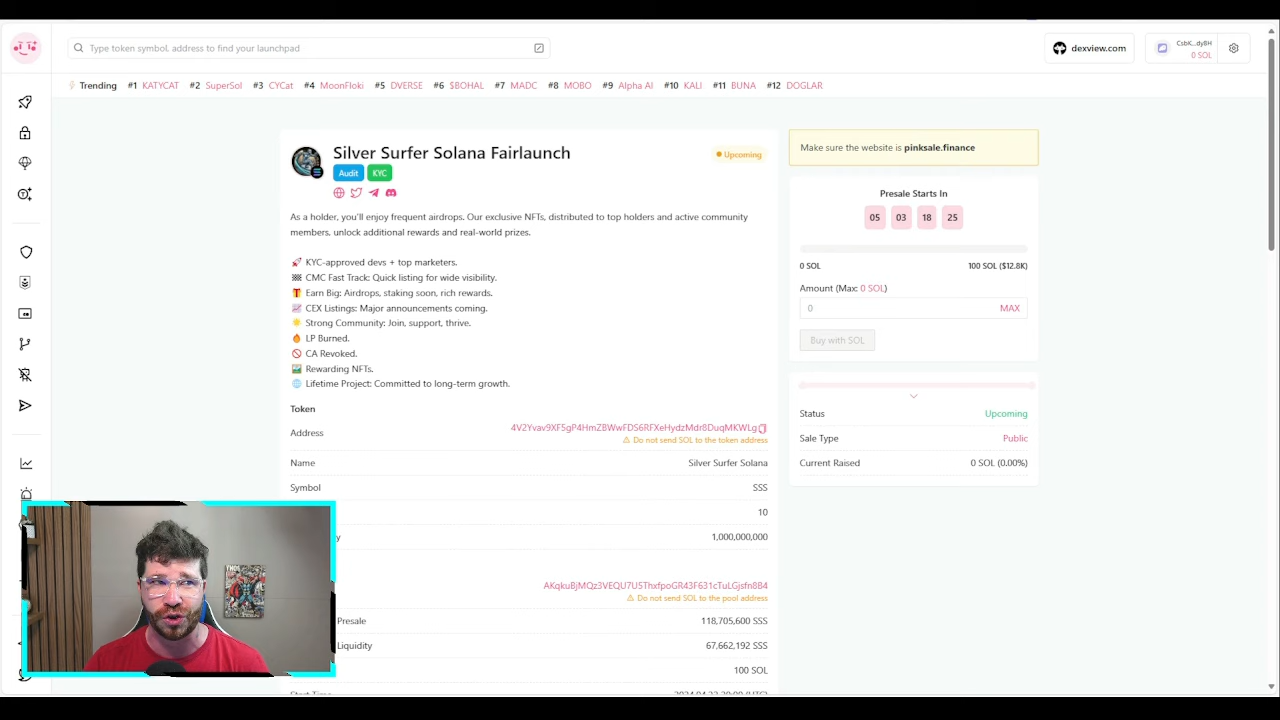 Type token symbol, address to find your launchpad
dexview.com
CsbK...dyBH
0 SOL
Trending #1 KATYCAT #2 SuperSol #3 CYCat #4 MoonFloki #5 DVERSE #6 $BOHAL #7 MADC #8 MOBO #9 Alpha AI #10 KALI #11 BUNA #12 DOGLAR
Silver Surfer Solana Fairlaunch
Upcoming
Audit KYC
As a holder, you'll enjoy frequent airdrops. Our exclusive NFTs, distributed to top holders and active community
members, unlock additional rewards and real-world prizes.
KYC-approved devs + top marketers.
CMC Fast Track: Quick listing for wide visibility.
Earn Big: Airdrops, staking soon, rich rewards.
CEX Listings: Major announcements coming.
Strong Community: Join, support, thrive.
LP Burned.
CA Revoked.
Rewarding NFTs.
Lifetime Project: Committed to long-term growth.
Token
Address 4V2Yvav9XF5gP4HmZBWwFDS6RFXeHydzMdr8DuqMKWLg
Do not send SOL to the token address
Name Silver Surfer Solana
Symbol SSS
10
y 1,000,000,000
AKqkuBjMQz3VEQU7U5ThxfpoGR43F631cTuLGjsfn8B4
Do not send SOL to the pool address
Presale 118,705,600 SSS
Liquidity 67,662,192 SSS
100 SOL
Make sure the website is pinksale.finance
Presale Starts In
05 03 18 25
0 SOL 100 SOL ($12.8K)
Amount (Max: 0 SOL)
0 MAX
Buy with SOL
Status Upcoming
Sale Type Public
Current Raised 0 SOL (0.00%)